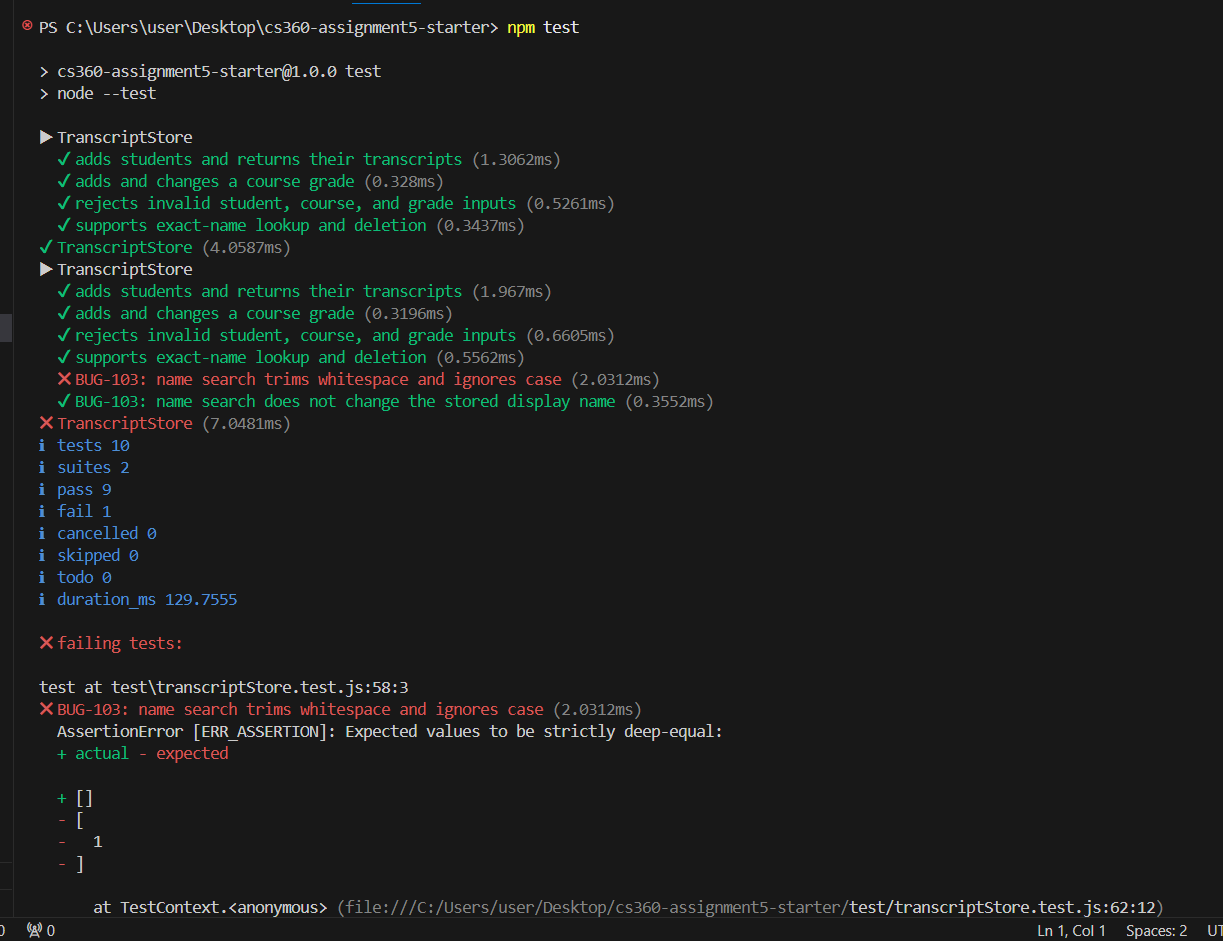 PS C:\Users\user\Desktop\cs360-assignment5-starter> npm test
> cs360-assignment5-starter@1.0.0 test
> node --test
▶ TranscriptStore
✔ adds students and returns their transcripts (1.3062ms)
✔ adds and changes a course grade (0.328ms)
✔ rejects invalid student, course, and grade inputs (0.5261ms)
✔ supports exact-name lookup and deletion (0.3437ms)
✔ TranscriptStore (4.0587ms)
▶ TranscriptStore
✔ adds students and returns their transcripts (1.967ms)
✔ adds and changes a course grade (0.3196ms)
✔ rejects invalid student, course, and grade inputs (0.6605ms)
✔ supports exact-name lookup and deletion (0.5562ms)
✖ BUG-103: name search trims whitespace and ignores case (2.0312ms)
✔ BUG-103: name search does not change the stored display name (0.3552ms)
✖ TranscriptStore (7.0481ms)
ℹ tests 10
ℹ suites 2
ℹ pass 9
ℹ fail 1
ℹ cancelled 0
ℹ skipped 0
ℹ todo 0
ℹ duration_ms 129.7555
✖ failing tests:
test at test\transcriptStore.test.js:58:3
✖ BUG-103: name search trims whitespace and ignores case (2.0312ms)
AssertionError [ERR_ASSERTION]: Expected values to be strictly deep-equal:
+ actual - expected
+ []
- [
-   1
- ]
at TestContext.<anonymous> (file:///C:/Users/user/Desktop/cs360-assignment5-starter/test/transcriptStore.test.js:62:12)
0 Ln 1, Col 1 Spaces: 2